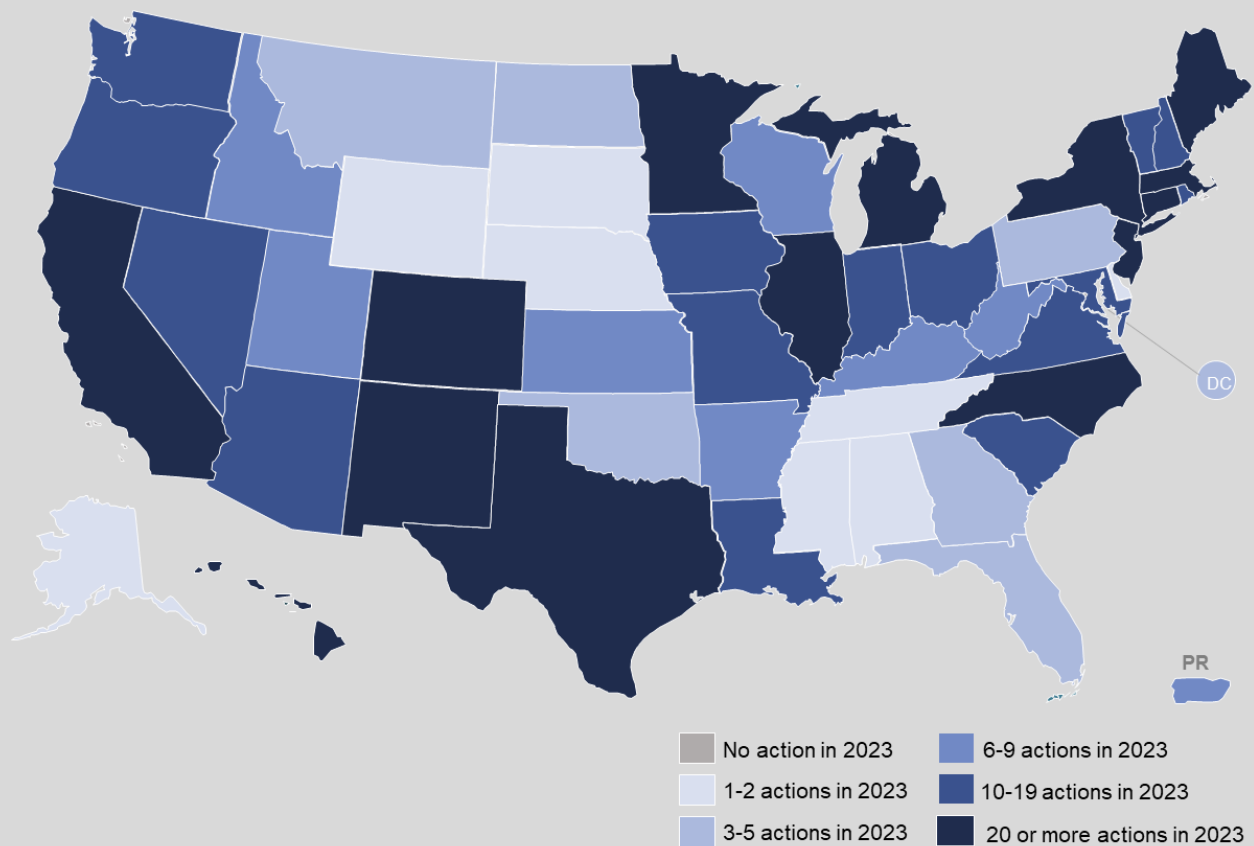 DC
PR
No action in 2023
6-9 actions in 2023
1-2 actions in 2023
10-19 actions in 2023
3-5 actions in 2023
20 or more actions in 2023